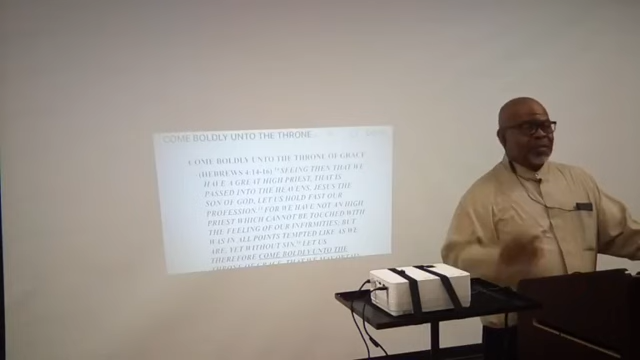 COME BOLDLY UNTO THE THRONE
COME BOLDLY UNTO THE THRONE OF GRACE
(HEBREWS 4:14-16) 14 SEEING THEN THAT WE
HAVE A GREAT HIGH PRIEST, THAT IS
PASSED INTO THE HEAVENS, JESUS THE
SON OF GOD, LET US HOLD FAST OUR
PROFESSION. 15 FOR WE HAVE NOT AN HIGH
PRIEST WHICH CANNOT BE TOUCHED WITH
THE FEELING OF OUR INFIRMITIES; BUT
WAS IN ALL POINTS TEMPTED LIKE AS WE
ARE, YET WITHOUT SIN. 16 LET US
THEREFORE COME BOLDLY UNTO THE